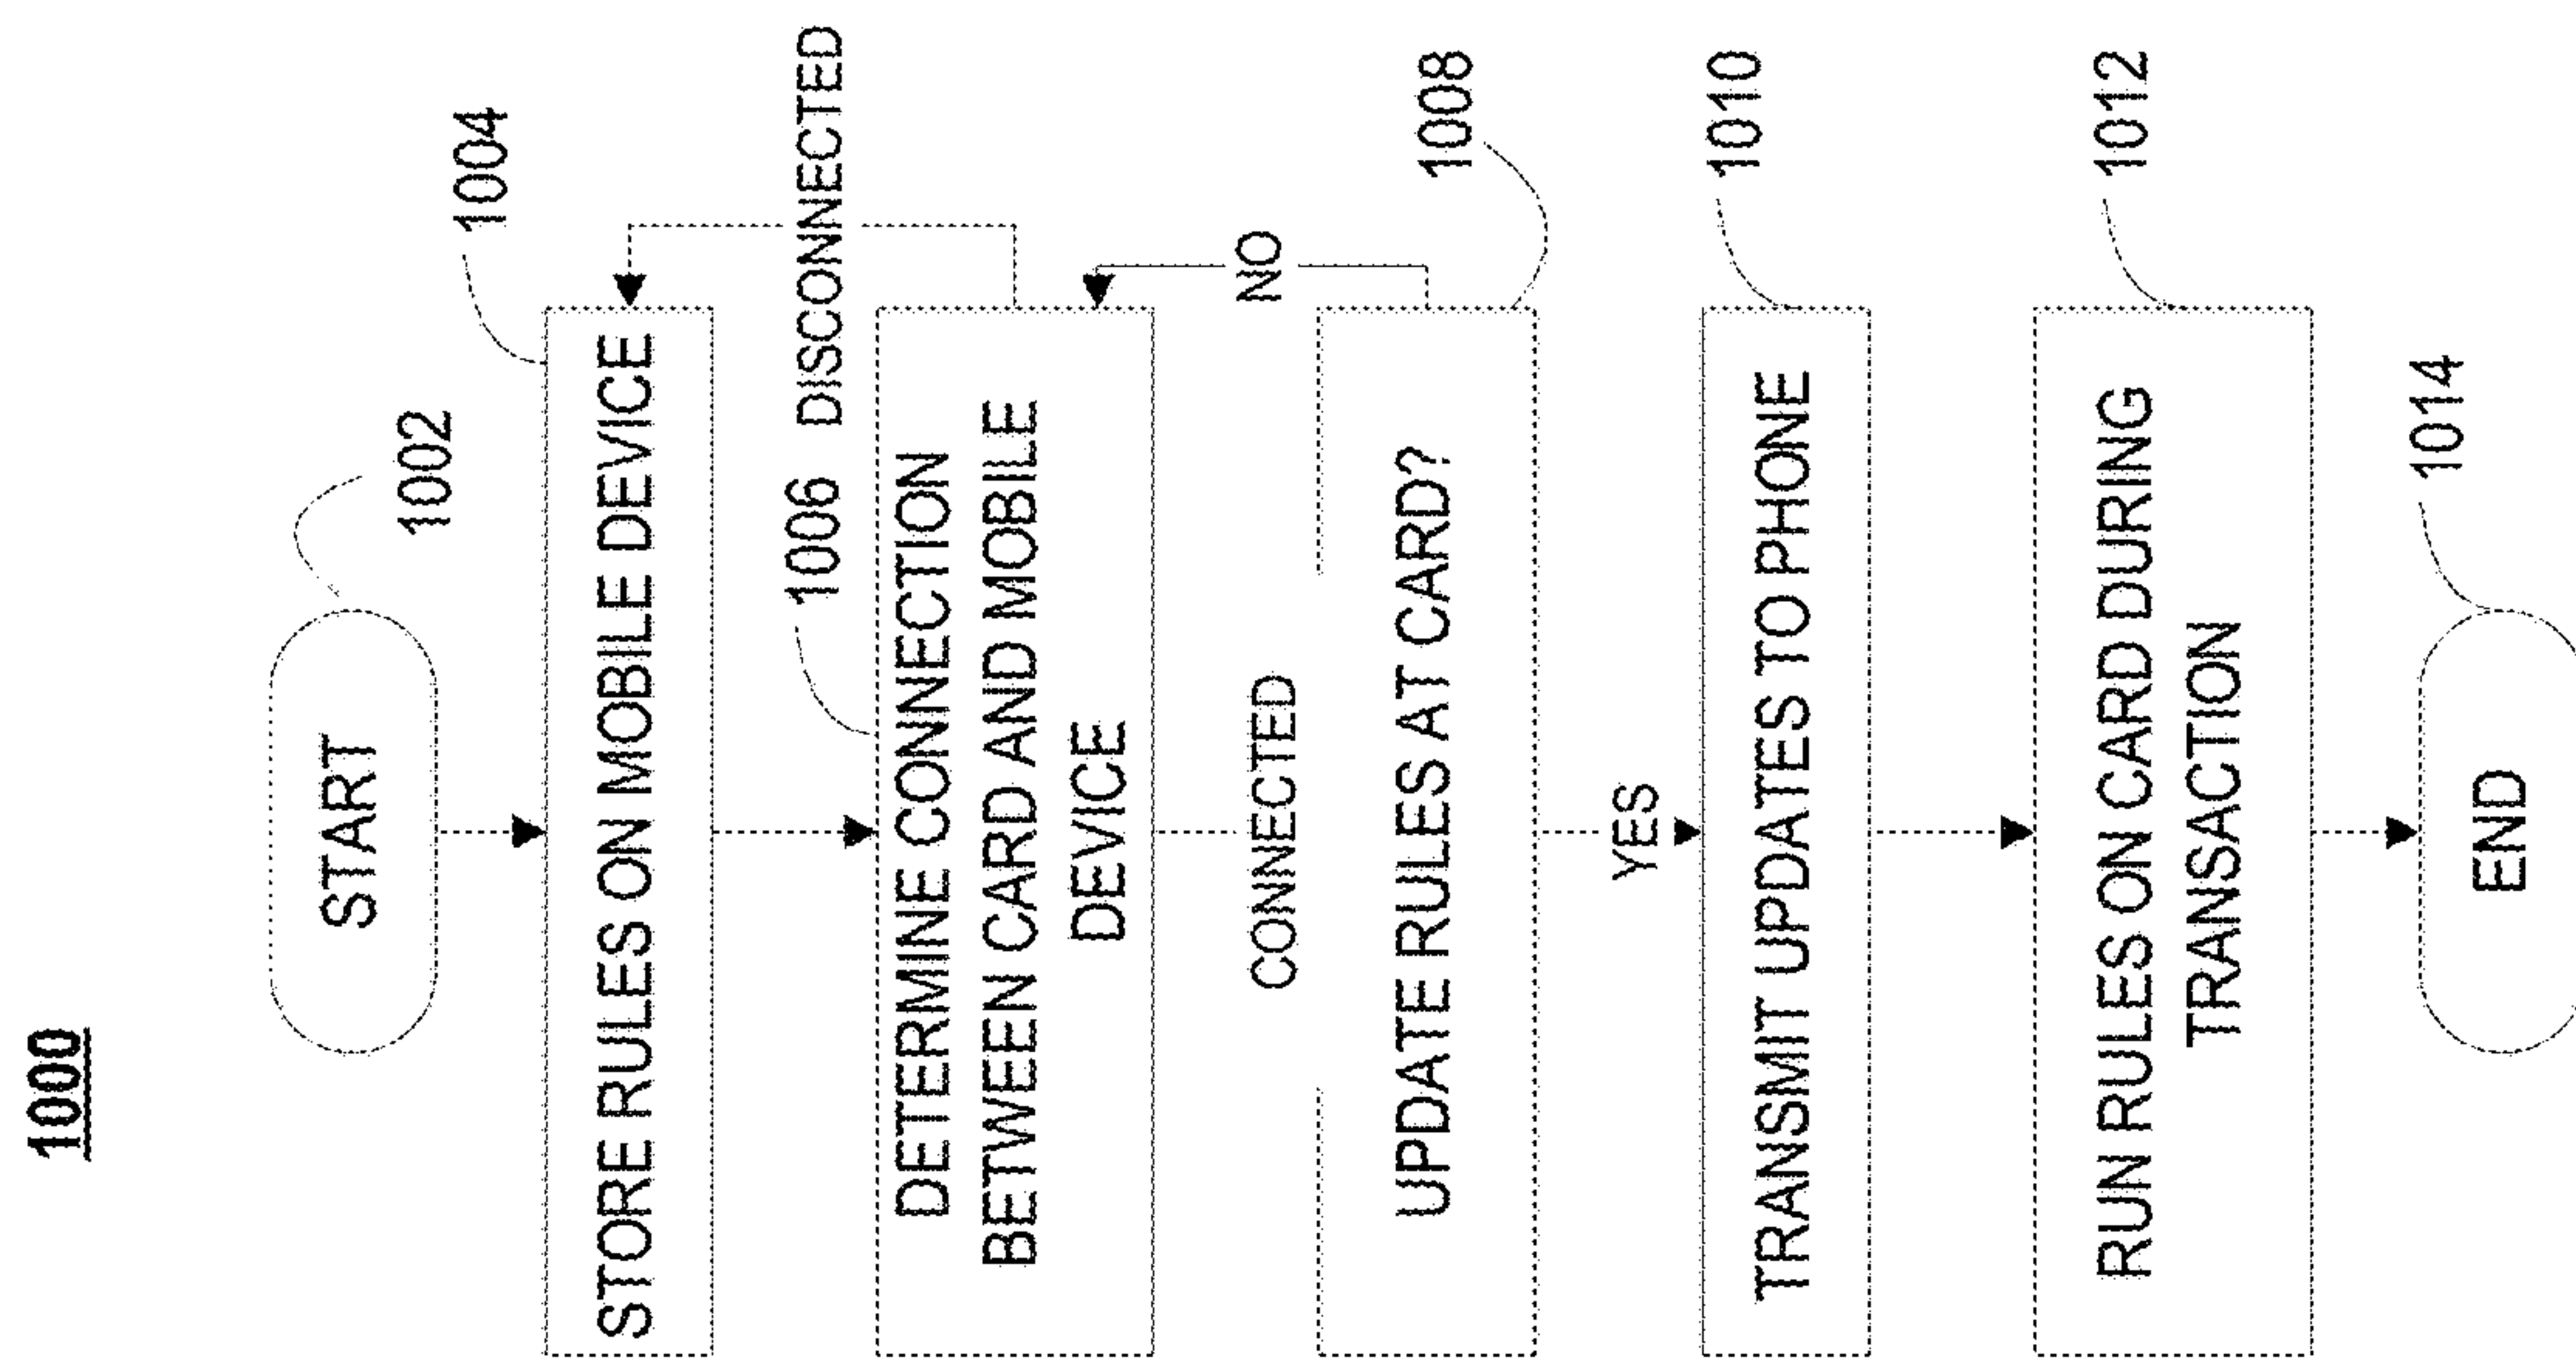 1000
START
1002
STORE RULES ON MOBILE DEVICE
1004
1006
DISCONNECTED
DETERMINE CONNECTION
BETWEEN CARD AND MOBILE
DEVICE
CONNECTED
NO
UPDATE RULES AT CARD?
1008
YES
TRANSMIT UPDATES TO PHONE
1010
RUN RULES ON CARD DURING
TRANSACTION
1012
END
1014